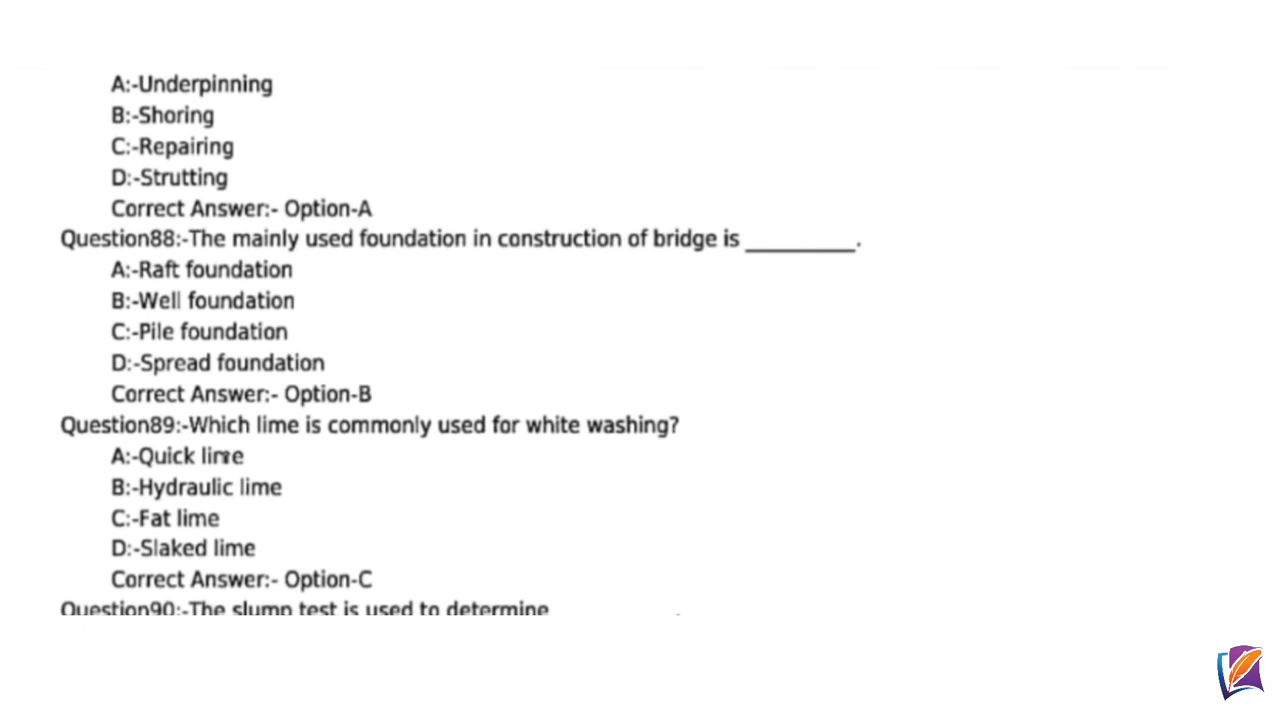 A:-Underpinning
B:-Shoring
C:-Repairing
D:-Strutting
Correct Answer:- Option-A
Question88:-The mainly used foundation in construction of bridge is _________.
A:-Raft foundation
B:-Well foundation
C:-Pile foundation
D:-Spread foundation
Correct Answer:- Option-B
Question89:-Which lime is commonly used for white washing?
A:-Quick lime
B:-Hydraulic lime
C:-Fat lime
D:-Slaked lime
Correct Answer:- Option-C
Question90:-The slump test is used to determine